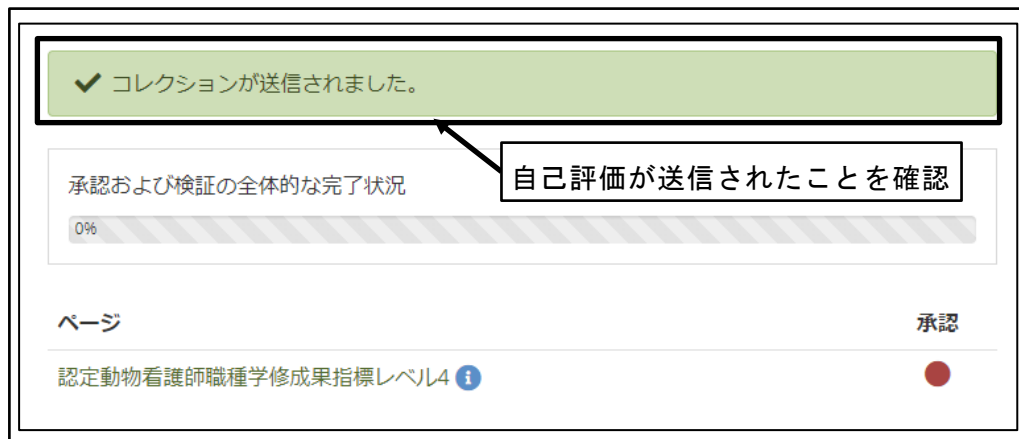 コレクションが送信されました。
自己評価が送信されたことを確認
承認および検証の全体的な完了状況
0%
ページ 承認
認定動物看護師職種学修成果指標レベル4